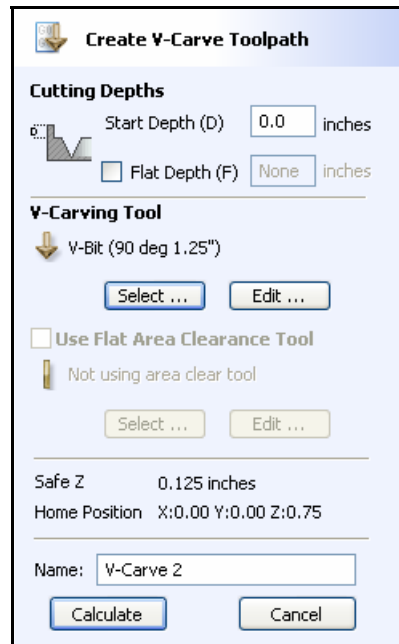 Create V-Carve Toolpath
Cutting Depths
D
Start Depth (D) 0.0 inches
Flat Depth (F) None inches
V-Carving Tool
V-Bit (90 deg 1.25")
Select ... Edit ...
Use Flat Area Clearance Tool
Not using area clear tool
Select ... Edit ...
Safe Z 0.125 inches
Home Position X:0.00 Y:0.00 Z:0.75
Name: V-Carve 2
Calculate Cancel